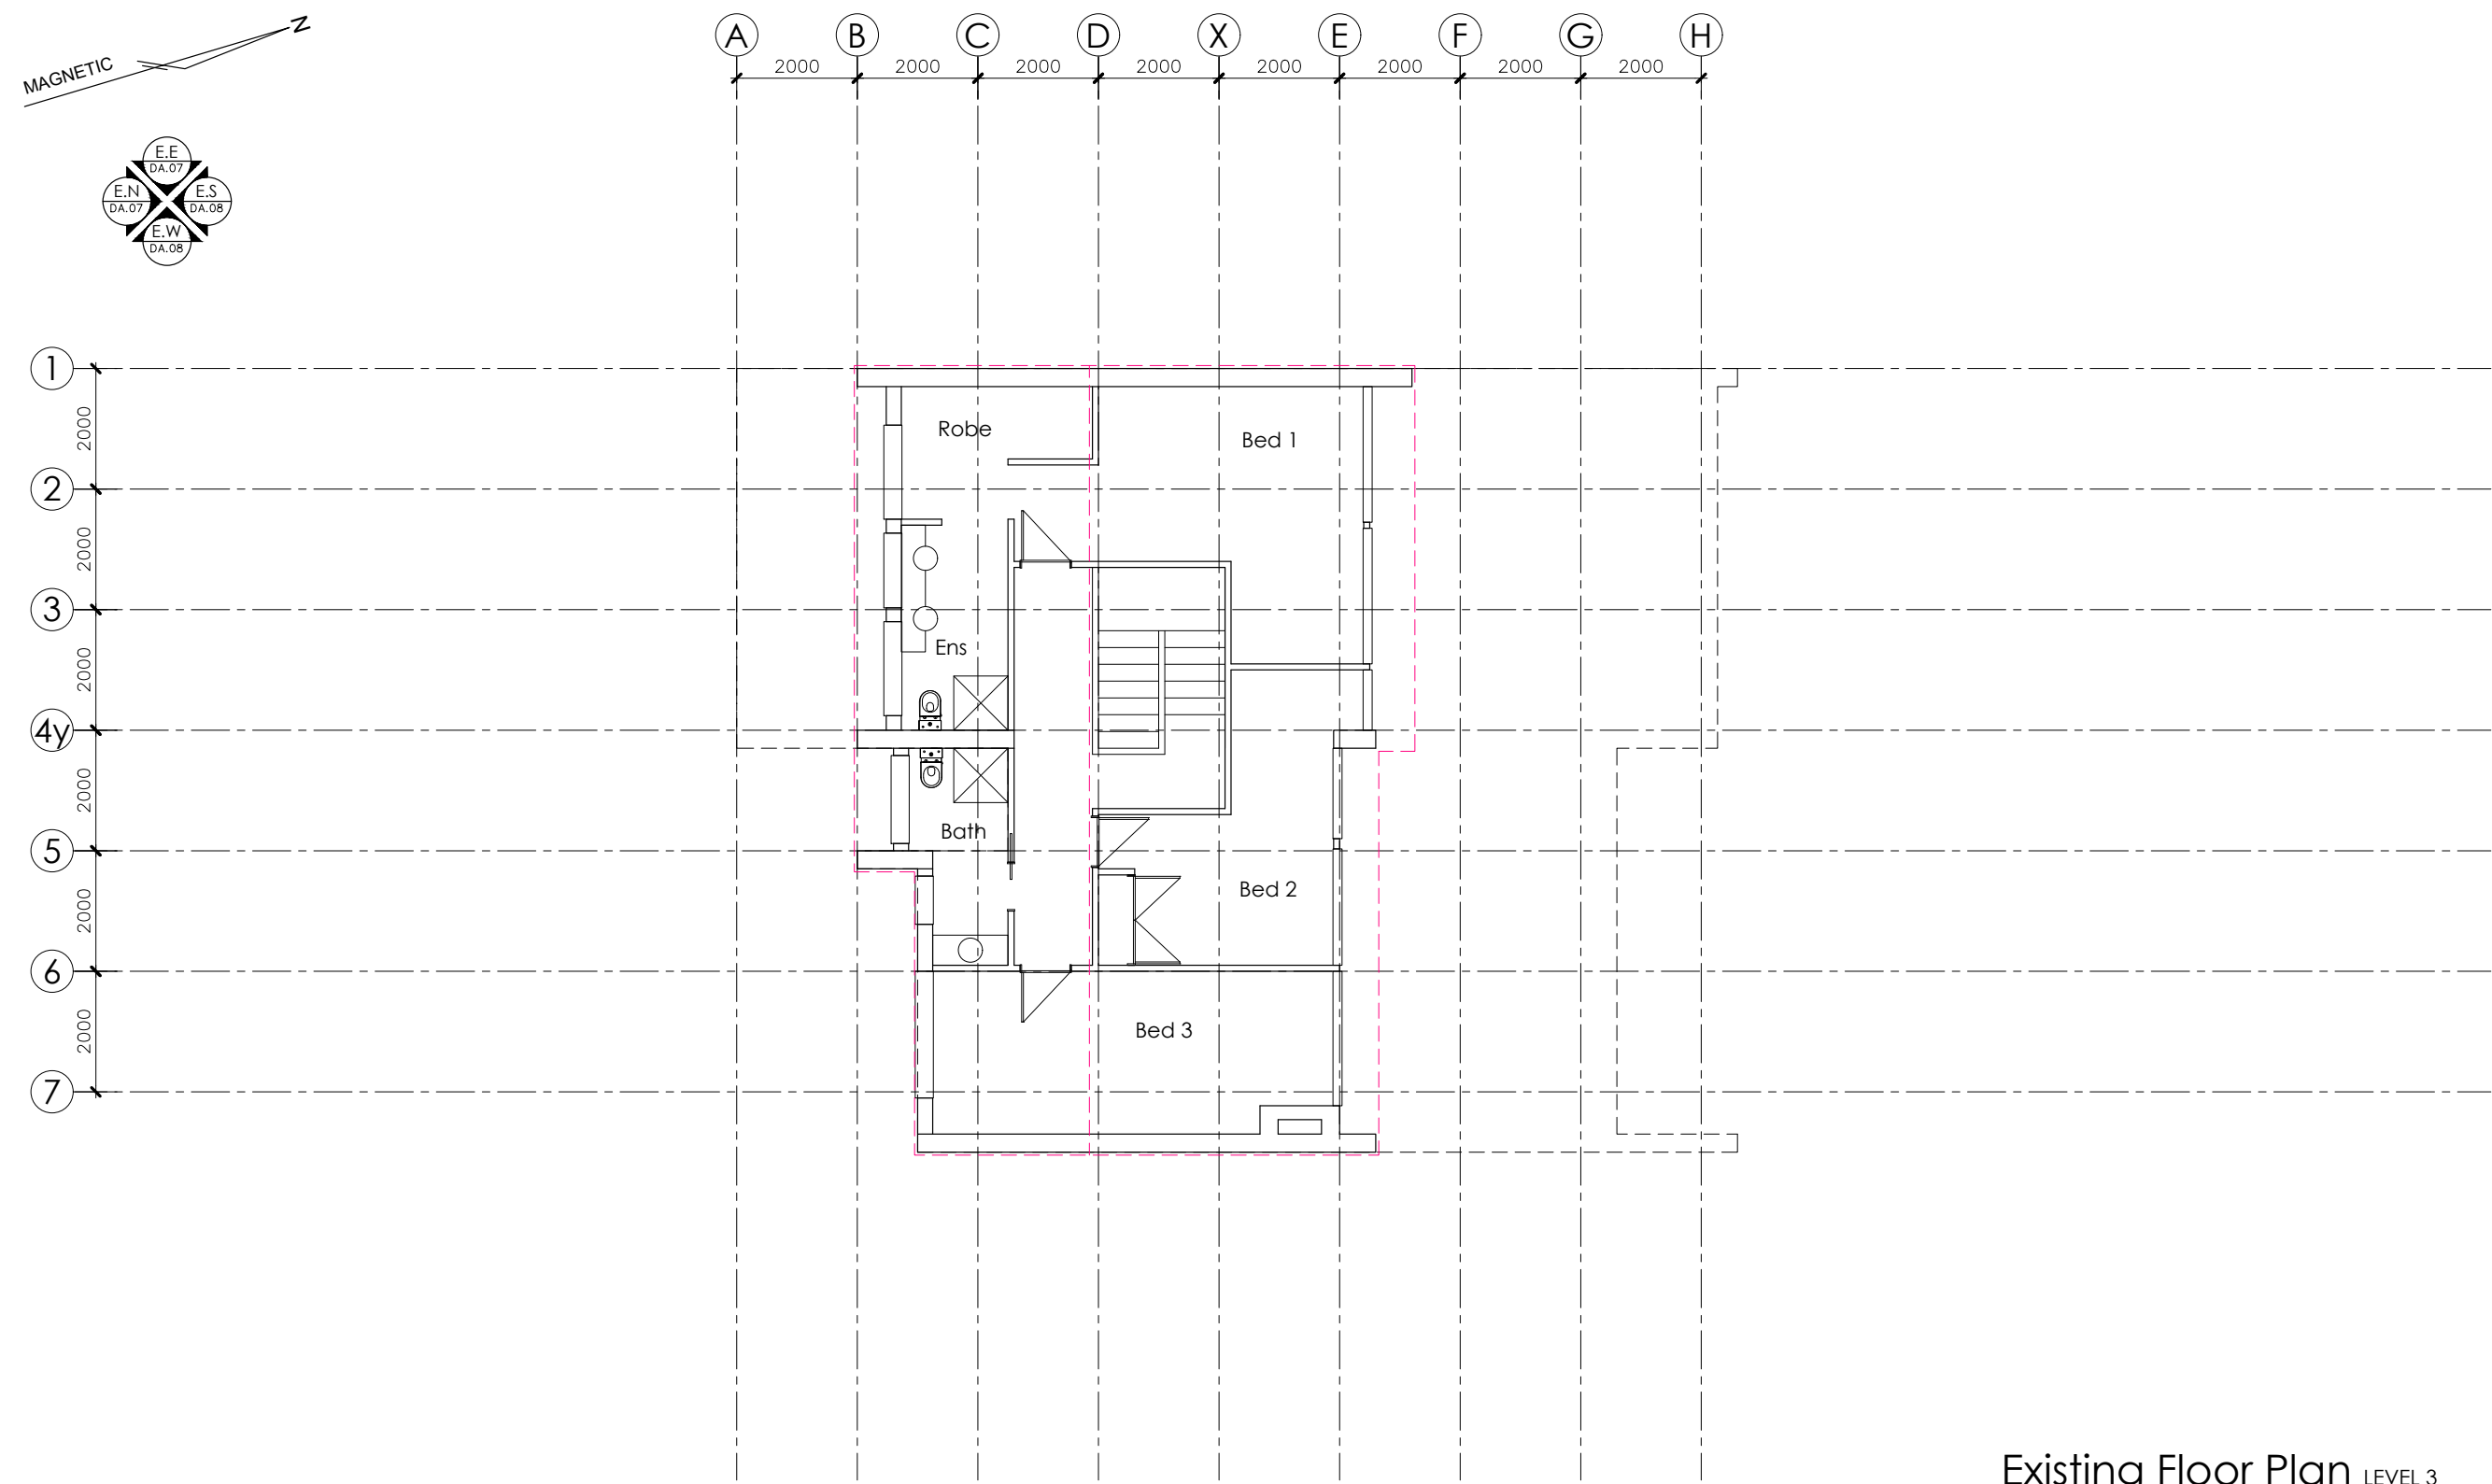 A B C D X E F G H
2000 2000 2000 2000 2000 2000 2000 2000
MAGNETIC N
E.E
DA.07
E.N E.S
DA.07 DA.08
E.W
DA.08
1
2000
2
2000
3
2000
4y
2000
5
2000
6
2000
7
Robe
Bed 1
Ens
Bath
Bed 2
Bed 3
Existing Floor Plan LEVEL 3